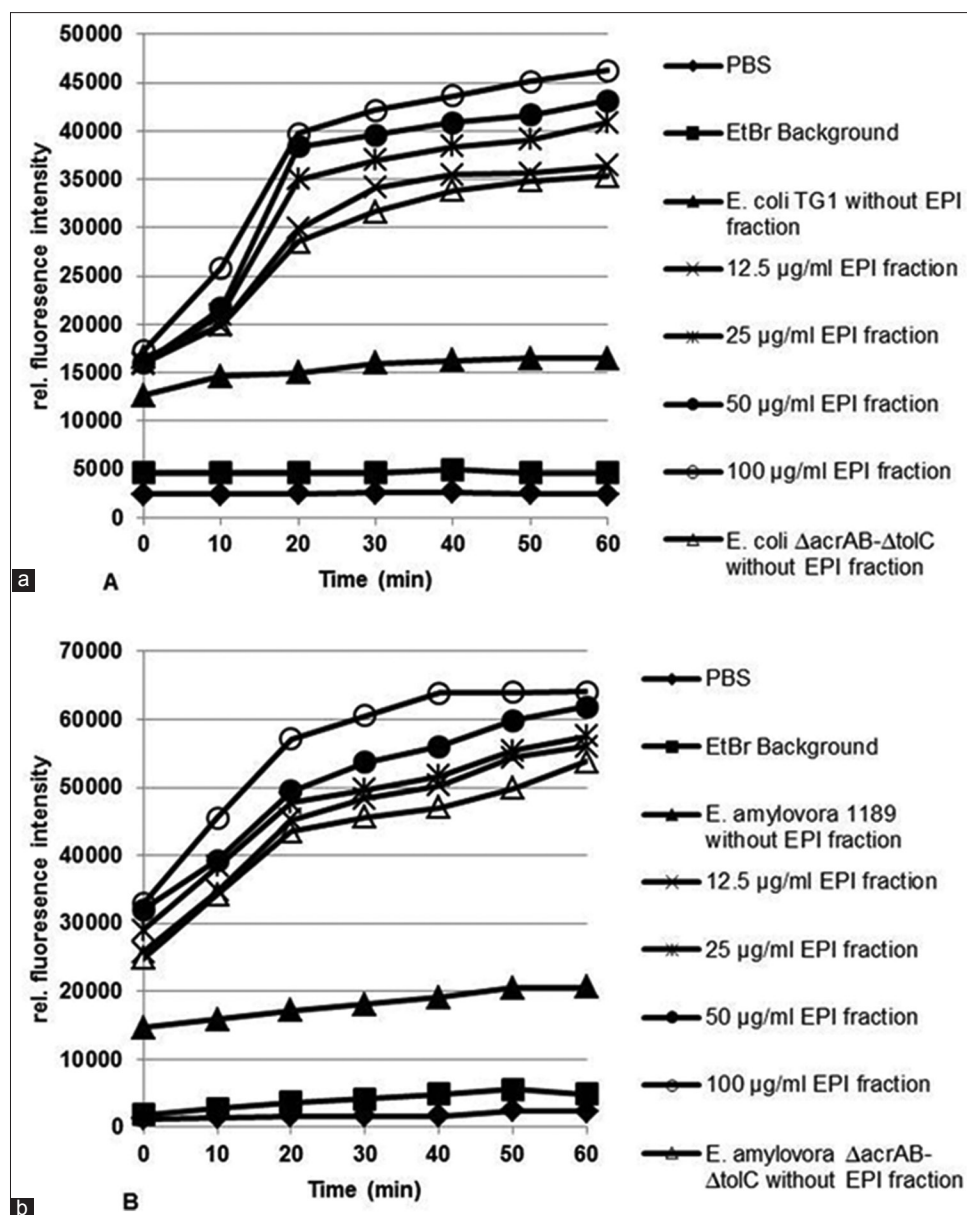 50000
45000
40000
35000
30000
25000
20000
15000
10000
5000
0
rel. fluoresence intensity
0 10 20 30 40 50 60
Time (min)
a
A
PBS
EtBr Background
E. coli TG1 without EPI
fraction
12.5 µg/ml EPI fraction
25 µg/ml EPI fraction
50 µg/ml EPI fraction
100 µg/ml EPI fraction
E. coli ΔacrAB-ΔtolC
without EPI fraction
70000
60000
50000
40000
30000
20000
10000
0
rel. fluoresence intensity
0 10 20 30 40 50 60
Time (min)
b
B
PBS
EtBr Background
E. amylovora 1189
without EPI fraction
12.5 µg/ml EPI fraction
25 µg/ml EPI fraction
50 µg/ml EPI fraction
100 µg/ml EPI fraction
E. amylovora ΔacrAB-
ΔtolC without EPI fraction